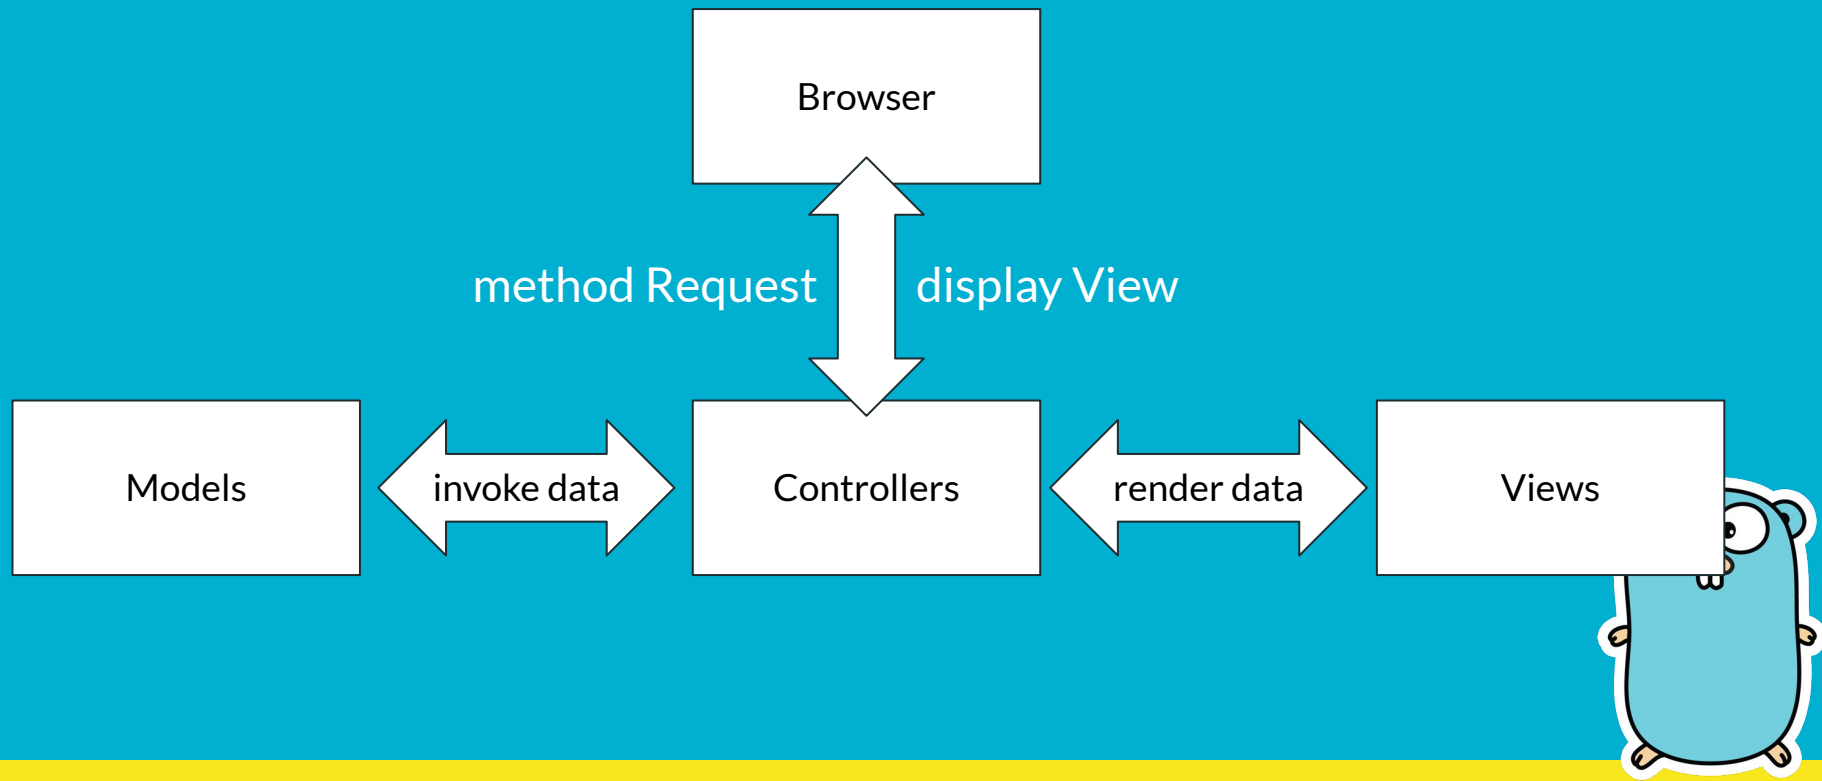 Browser
method Request
display View
Models
invoke data
Controllers
render data
Views